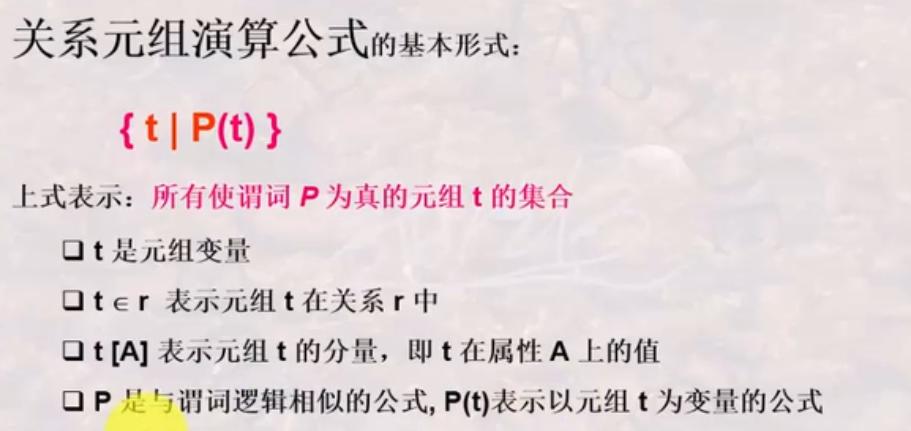 关系元组演算公式的基本形式：
{ t | P(t) }
上式表示：所有使谓词 P 为真的元组 t 的集合
❑ t 是元组变量
❑ t ∈ r 表示元组 t 在关系 r 中
❑ t [A] 表示元组 t 的分量，即 t 在属性 A 上的值
❑ P 是与谓词逻辑相似的公式, P(t)表示以元组 t 为变量的公式